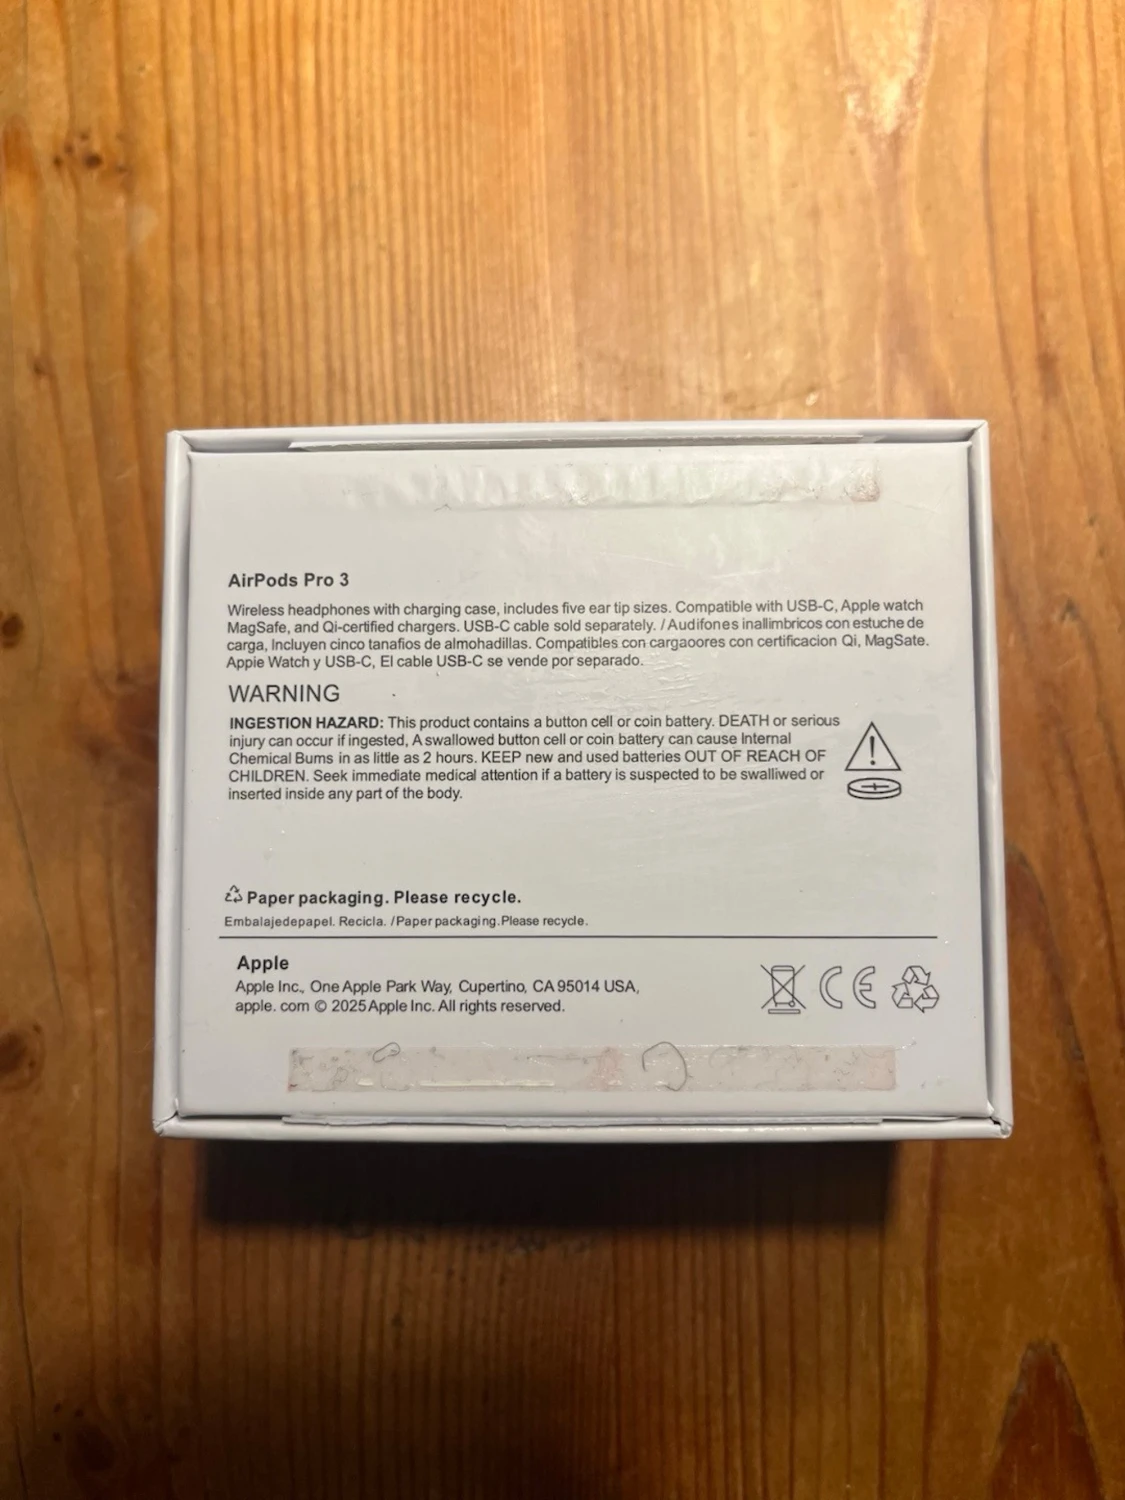 AirPods Pro 3
Wireless headphones with charging case, includes five ear tip sizes. Compatible with USB-C, Apple watch
MagSafe, and Qi-certified chargers. USB-C cable sold separately. / Audifones inallimbricos con estuche de
carga, Incluyen cinco tanafios de almohadillas. Compatibles con cargaoores con certificacion Qi, MagSate.
Appie Watch y USB-C, El cable USB-C se vende por separado.
WARNING
INGESTION HAZARD: This product contains a button cell or coin battery. DEATH or serious
injury can occur if ingested, A swallowed button cell or coin battery can cause Internal
Chemical Bums in as little as 2 hours. KEEP new and used batteries OUT OF REACH OF
CHILDREN. Seek immediate medical attention if a battery is suspected to be swalliwed or
inserted inside any part of the body.
Paper packaging. Please recycle.
Embalajedepapel. Recicla. /Paper packaging.Please recycle.
Apple
Apple Inc., One Apple Park Way, Cupertino, CA 95014 USA,
apple. com © 2025 Apple Inc. All rights reserved.
CE